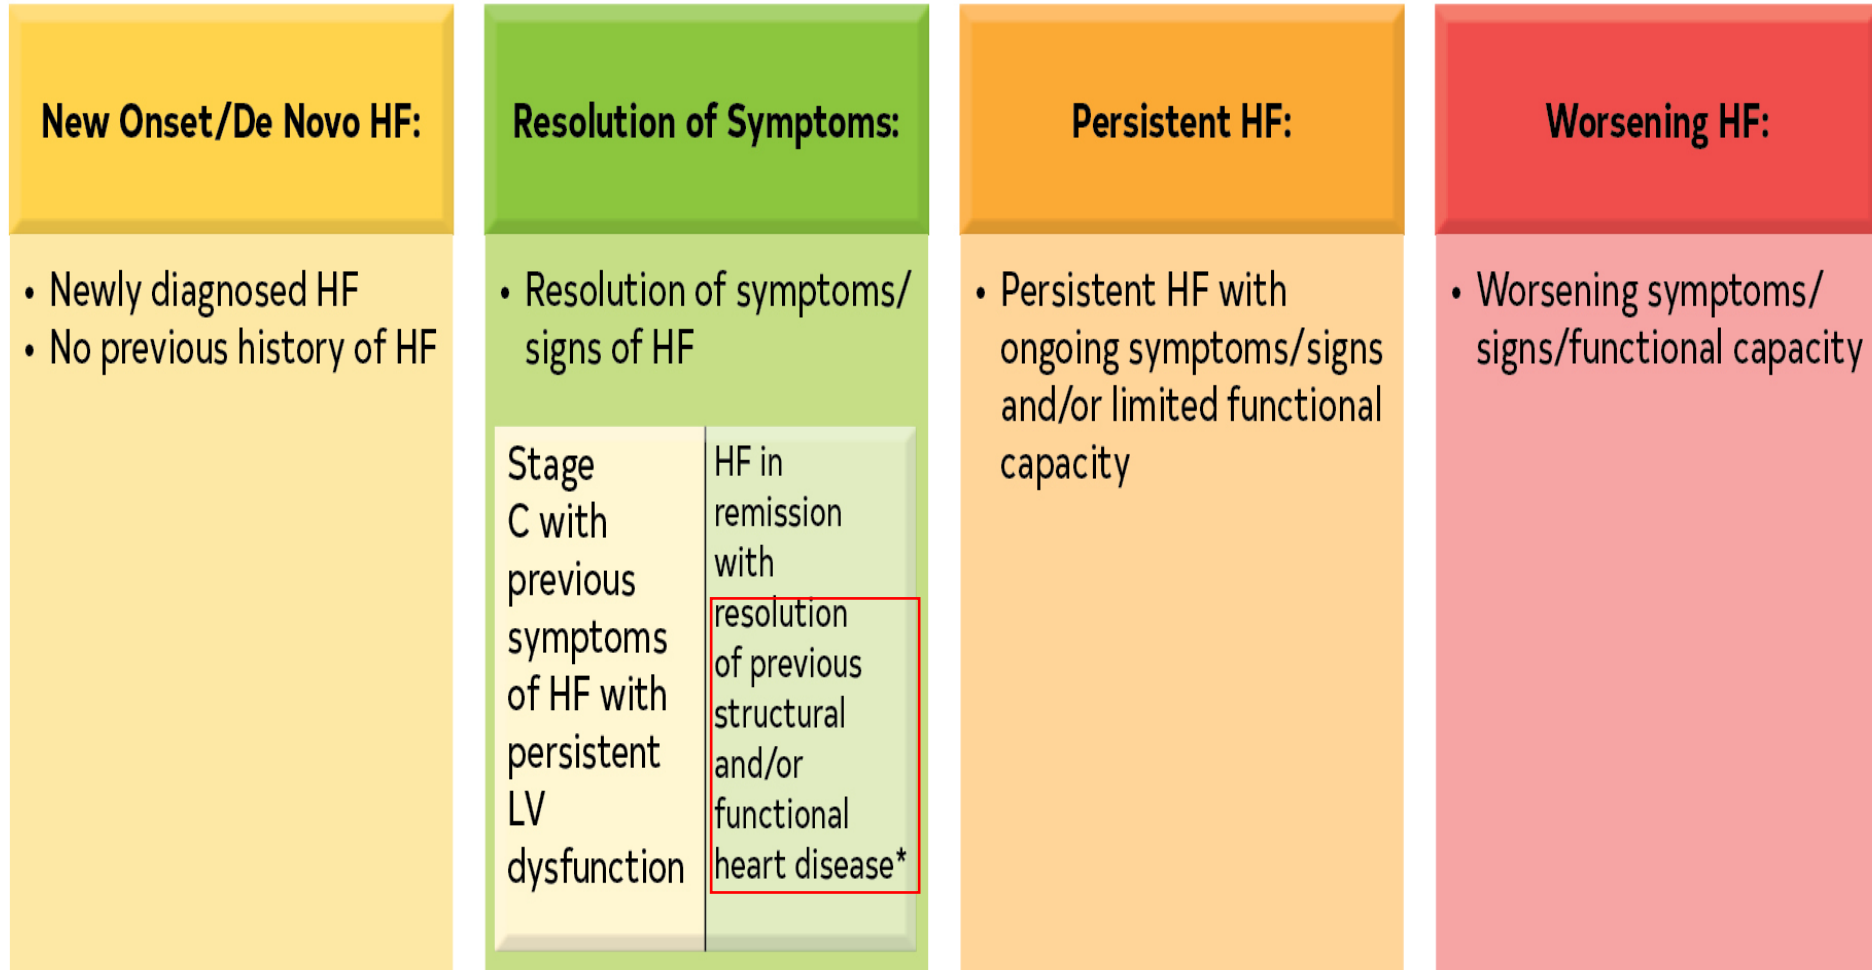 New Onset/De Novo HF:
• Newly diagnosed HF
• No previous history of HF
Resolution of Symptoms:
• Resolution of symptoms/
signs of HF
Stage
C with
previous
symptoms
of HF with
persistent
LV
dysfunction
HF in
remission
with
resolution
of previous
structural
and/or
functional
heart disease*
Persistent HF:
• Persistent HF with
ongoing symptoms/signs
and/or limited functional
capacity
Worsening HF:
• Worsening symptoms/
signs/functional capacity